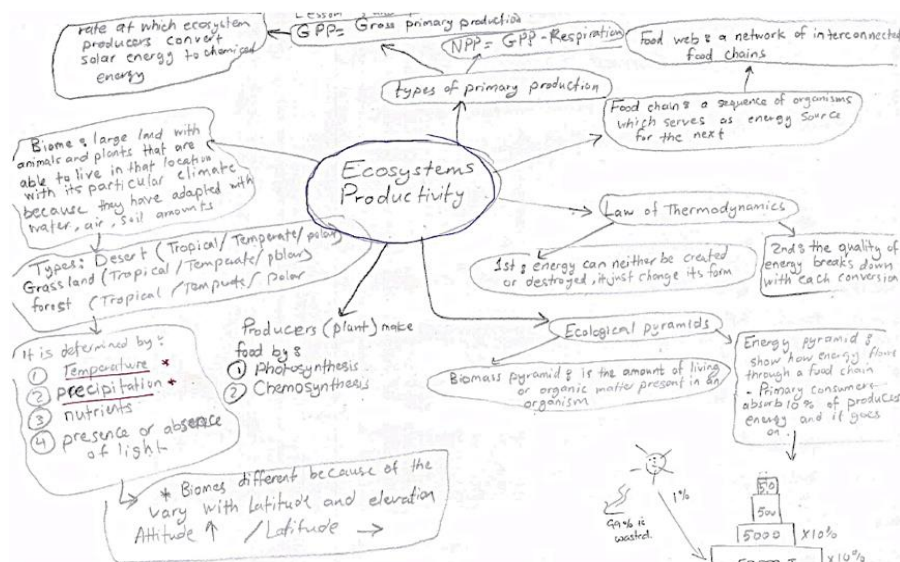 rate at which ecosystem
producers convert
solar energy to chemical
energy
GPP= Gross primary production
NPP = GPP-Respiration
types of primary production
Food web: a network of interconnected
food chains
Food chain: a sequence of organisms
which serves as energy source
for the next
Ecosystems
Productivity
Biome: large land with
animals and plants that are
able to live in that location
with its particular climate
because they have adapted with
water, air, soil amounts
Types: Desert (Tropical/Temperate/polar)
Grass land (Tropical/Temperate/polar)
forest (Tropical/Temperate/polar
It is determined by:
① Temperature *
② precipitation *
③ nutrients
④ presence or absence
of light
* Biomes different because of the
vary with Latitude and elevation
Attitude ↑ / Latitude →
Producers (plant) make
food by:
① Photosynthesis
② Chemosynthesis
Law of Thermodynamics
1st: energy can neither be created
or destroyed, it just change its form
2nd: the quality of
energy breaks down
with each conversion
Ecological pyramids
Biomass pyramid: is the amount of living
or organic matter present in an
organism
Energy pyramid:
show how energy flows
through a food chain
- Primary consumers
absorb 10% of produces
energy and it goes
on.
1%
99% is
wasted.
50
500
5000 X10%
X10%